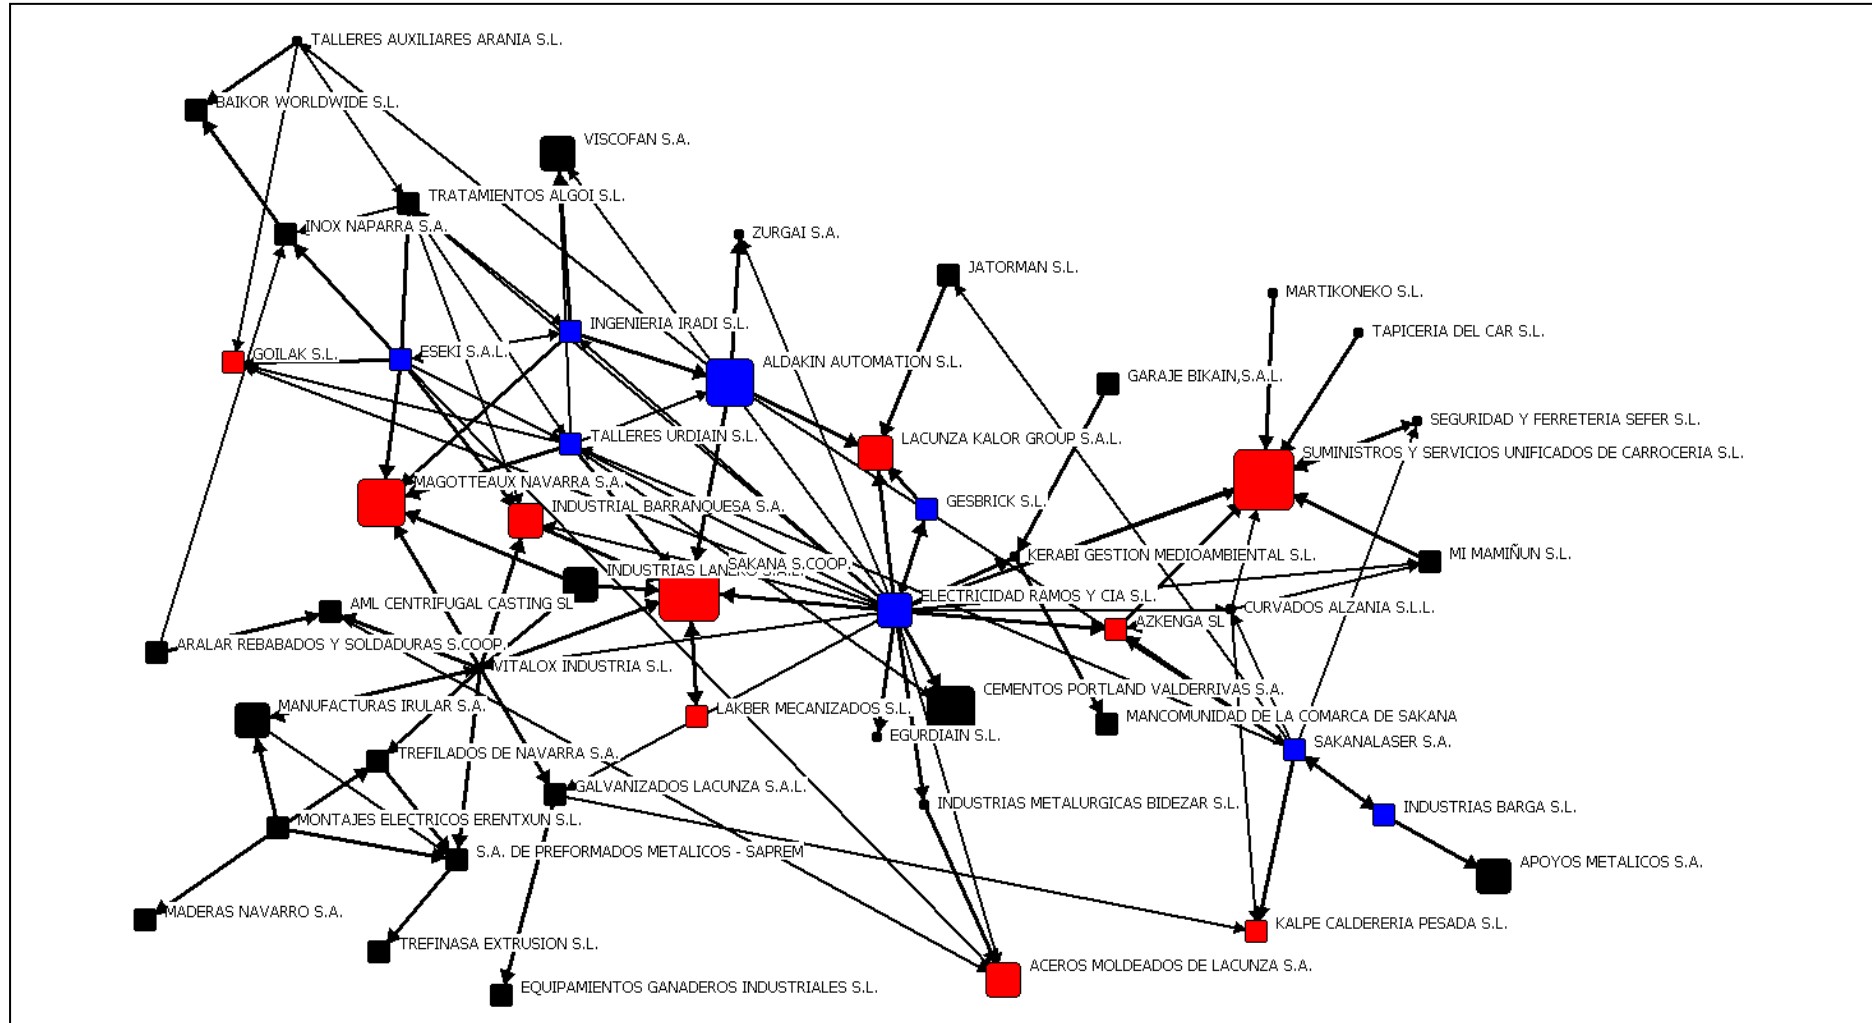 TALLERES AUXILIARES ARANIA S.L.
BAIKOR WORLDWIDE S.L.
VISCOFAN S.A.
TRATAMIENTOS ALGOI S.L.
INOX NAPARRA S.A.
ZURGAI S.A.
JATORMAN S.L.
MARTIKONEKO S.L.
INGENIERIA IRADI S.L.
TAPICERIA DEL CAR S.L.
GOILAK S.L.
ESEKI S.A.L.
ALDAKIN AUTOMATION S.L.
GARAJE BIKAIN,S.A.L.
SEGURIDAD Y FERRETERIA SEFER S.L.
TALLERES URDIAIN S.L.
LACUNZA KALOR GROUP S.A.L.
SUMINISTROS Y SERVICIOS UNIFICADOS DE CARROCERIA S.L.
MAGOTTEAUX NAVARRA S.A.
INDUSTRIAL BARRANQUESA S.A.
GESBRICK S.L.
KERABI GESTION MEDIOAMBIENTAL S.L.
MI MAMIÑUN S.L.
SAKANA S.COOP.
INDUSTRIAS
ELECTRICIDAD RAMOS Y CIA S.L.
AML CENTRIFUGAL CASTING SL
CURVADOS ALZANIA S.L.L.
AZKENGA SL
ARALAR REBABADOS Y SOLDADURAS S.COOP.
VITALOX INDUSTRIA S.L.
CEMENTOS PORTLAND VALDERRIVAS S.A.
MANUFACTURAS IRULAR S.A.
LAKBER MECANIZADOS S.L.
MANCOMUNIDAD DE LA COMARCA DE SAKANA
EGURDIAIN S.L.
SAKANALASER S.A.
TREFILADOS DE NAVARRA S.A.
GALVANIZADOS LACUNZA S.A.L.
INDUSTRIAS METALURGICAS BIDEZAR S.L.
INDUSTRIAS BARGA S.L.
MONTAJES ELECTRICOS ERENTXUN S.L.
S.A. DE PREFORMADOS METALICOS - SAPREM
APOYOS METALICOS S.A.
MADERAS NAVARRO S.A.
KALPE CALDERERIA PESADA S.L.
TREFINASA EXTRUSION S.L.
ACEROS MOLDEADOS DE LACUNZA S.A.
EQUIPAMIENTOS GANADEROS INDUSTRIALES S.L.